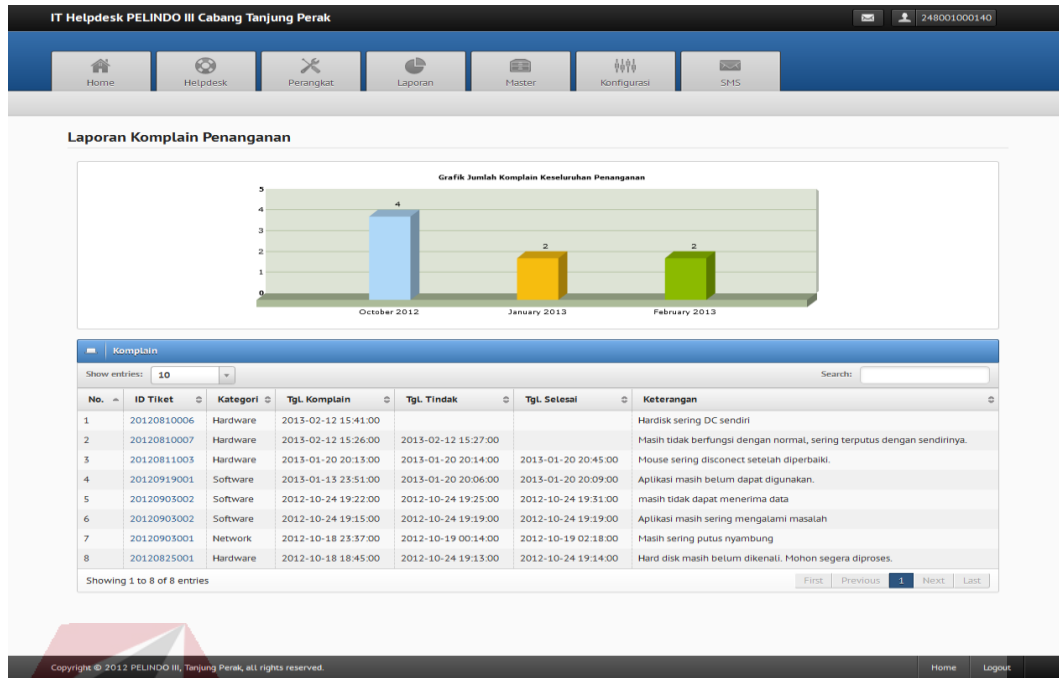 IT Helpdesk PELINDO III Cabang Tanjung Perak
248001000140
Home Helpdesk Perangkat Laporan Master Konfigurasi SMS
Laporan Komplain Penanganan
Grafik Jumlah Komplain Keseluruhan Penanganan
5
4
3
2
1
0
4
2
2
October 2012 January 2013 February 2013
Komplain
Show entries: 10 Search:
No. ID Tiket Kategori Tgl. Komplain Tgl. Tindak Tgl. Selesai Keterangan
1 20120810006 Hardware 2013-02-12 15:41:00 Hardisk sering DC sendiri
2 20120810007 Hardware 2013-02-12 15:26:00 2013-02-12 15:27:00 Masih tidak berfungsi dengan normal, sering terputus dengan sendirinya.
3 20120811003 Hardware 2013-01-20 20:13:00 2013-01-20 20:14:00 2013-01-20 20:45:00 Mouse sering disconect setelah diperbaiki.
4 20120919001 Software 2013-01-13 23:51:00 2013-01-20 20:06:00 2013-01-20 20:09:00 Aplikasi masih belum dapat digunakan.
5 20120903002 Software 2012-10-24 19:22:00 2012-10-24 19:25:00 2012-10-24 19:31:00 masih tidak dapat menerima data
6 20120903002 Software 2012-10-24 19:15:00 2012-10-24 19:19:00 2012-10-24 19:19:00 Aplikasi masih sering mengalami masalah
7 20120903001 Network 2012-10-18 23:37:00 2012-10-19 00:14:00 2012-10-19 02:18:00 Masih sering putus nyambung
8 20120825001 Hardware 2012-10-18 18:45:00 2012-10-24 19:13:00 2012-10-24 19:14:00 Hard disk masih belum dikenali. Mohon segera diproses.
Showing 1 to 8 of 8 entries First Previous 1 Next Last
Copyright © 2012 PELINDO III, Tanjung Perak, all rights reserved. Home Logout